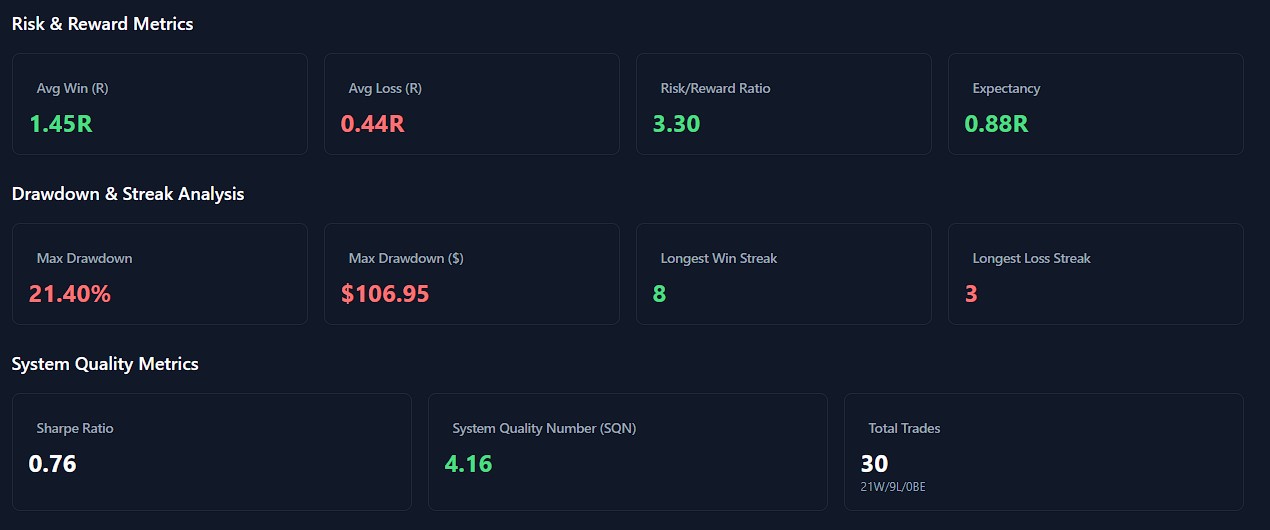 Risk & Reward Metrics
Avg Win (R)
1.45R
Avg Loss (R)
0.44R
Risk/Reward Ratio
3.30
Expectancy
0.88R
Drawdown & Streak Analysis
Max Drawdown
21.40%
Max Drawdown ($)
$106.95
Longest Win Streak
8
Longest Loss Streak
3
System Quality Metrics
Sharpe Ratio
0.76
System Quality Number (SQN)
4.16
Total Trades
30
21W/9L/0BE